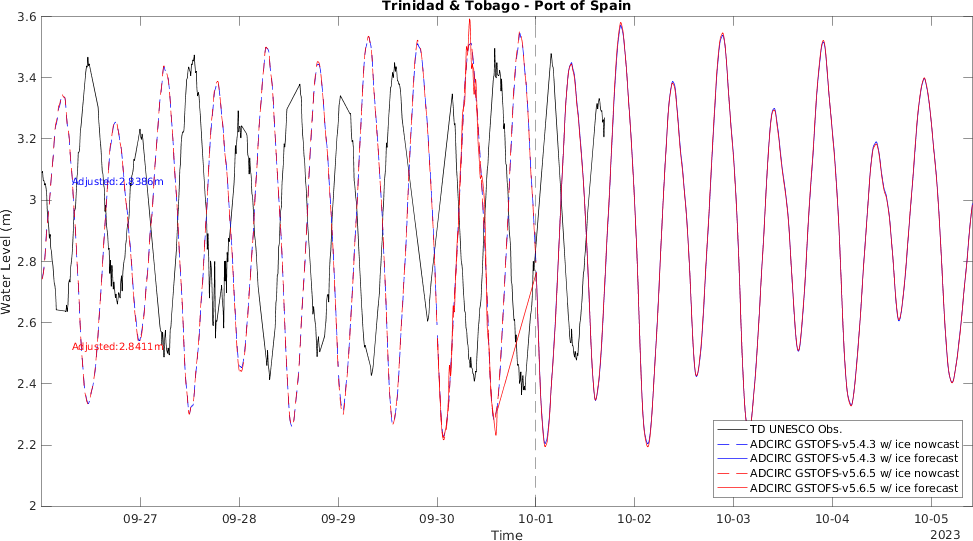 Trinidad & Tobago - Port of Spain
3.6
3.4
3.2
3
2.8
2.6
2.4
2.2
2
Water Level (m)
Adjusted:2.8386m
Adjusted:2.8411m
TD UNESCO Obs.
ADCIRC GSTOFS-v5.4.3 w/ ice nowcast
ADCIRC GSTOFS-v5.4.3 w/ ice forecast
ADCIRC GSTOFS-v5.6.5 w/ ice nowcast
ADCIRC GSTOFS-v5.6.5 w/ ice forecast
09-27 09-28 09-29 09-30 10-01 10-02 10-03 10-04 10-05
Time
2023